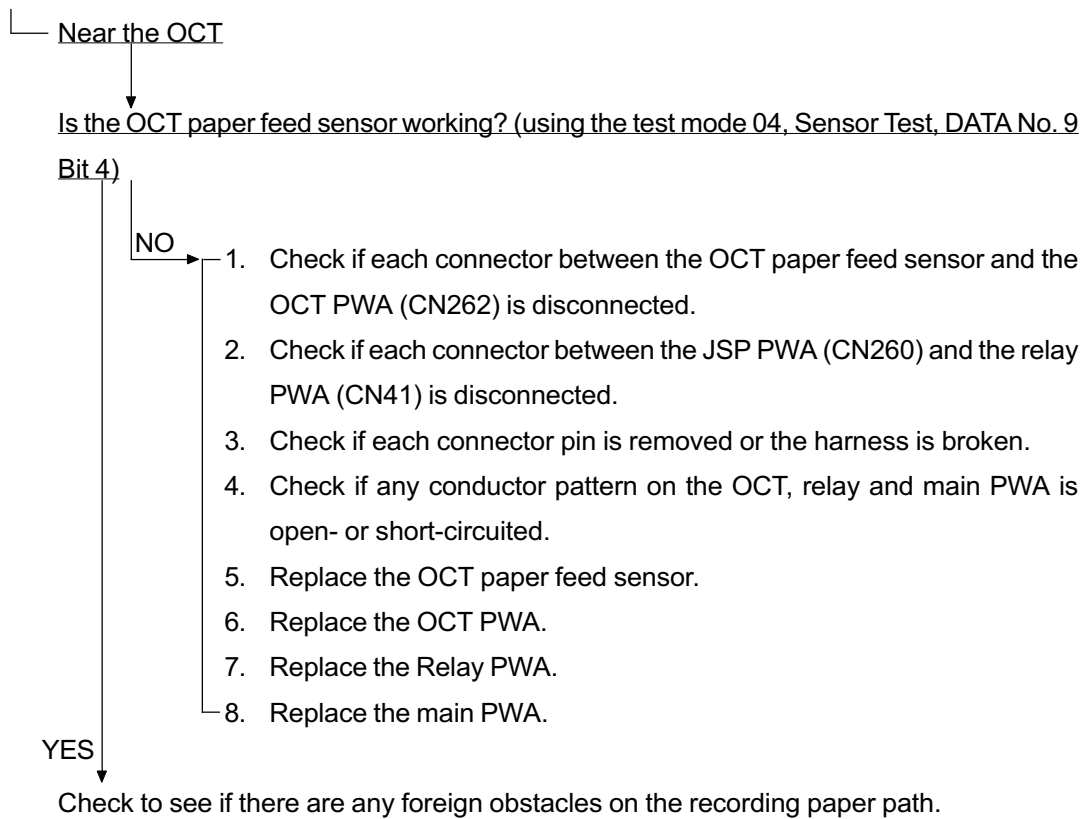 Near the OCT
Is the OCT paper feed sensor working? (using the test mode 04, Sensor Test, DATA No. 9
Bit 4)
NO
1. Check if each connector between the OCT paper feed sensor and the
OCT PWA (CN262) is disconnected.
2. Check if each connector between the JSP PWA (CN260) and the relay
PWA (CN41) is disconnected.
3. Check if each connector pin is removed or the harness is broken.
4. Check if any conductor pattern on the OCT, relay and main PWA is
open- or short-circuited.
5. Replace the OCT paper feed sensor.
6. Replace the OCT PWA.
7. Replace the Relay PWA.
8. Replace the main PWA.
YES
Check to see if there are any foreign obstacles on the recording paper path.